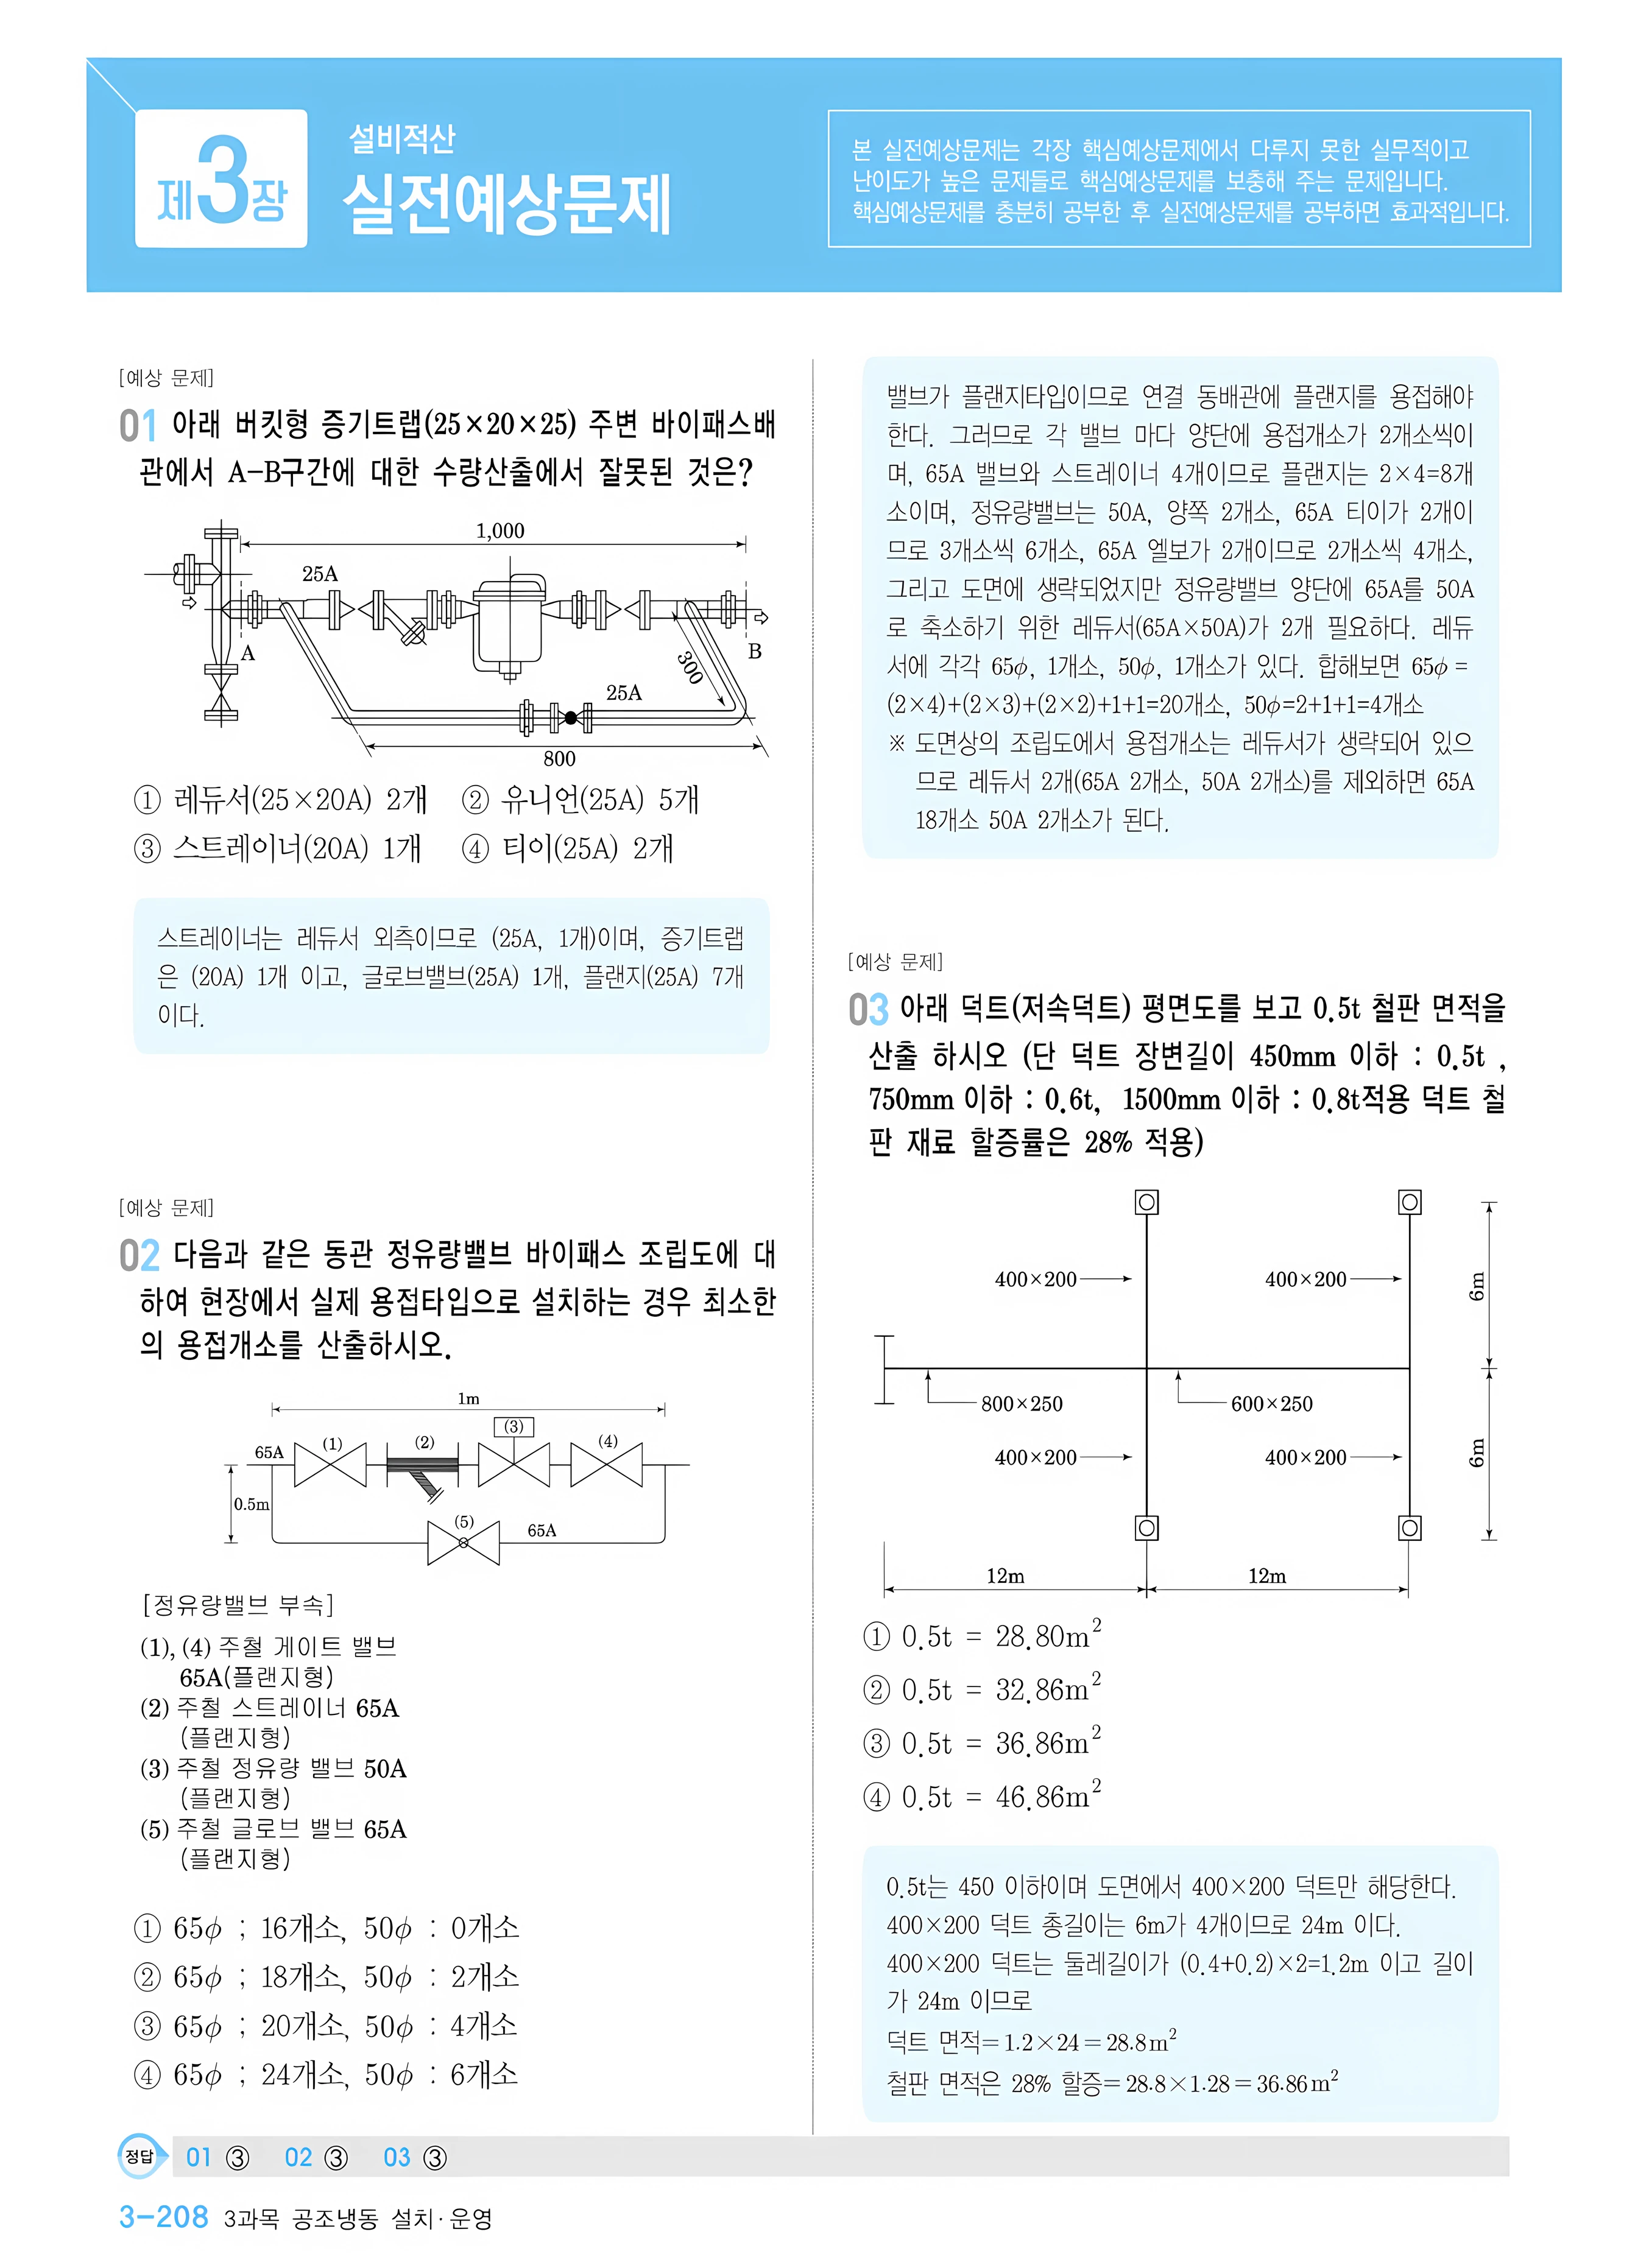 제3장
설비적산
실전예상문제
본 실전예상문제는 각장 핵심예상문제에서 다루지 못한 실무적이고
난이도가 높은 문제들로 핵심예상문제를 보충해 주는 문제입니다.
핵심예상문제를 충분히 공부한 후 실전예상문제를 공부하면 효과적입니다.
[예상 문제]
01 아래 버킷형 증기트랩(25×20×25) 주변 바이패스배
관에서 A-B구간에 대한 수량산출에서 잘못된 것은?
1,000
25A
A
B
300
25A
800
① 레듀서(25×20A) 2개 ② 유니언(25A) 5개
③ 스트레이너(20A) 1개 ④ 티이(25A) 2개
스트레이너는 레듀서 외측이므로 (25A, 1개)이며, 증기트랩
은 (20A) 1개 이고, 글로브밸브(25A) 1개, 플랜지(25A) 7개
이다.
[예상 문제]
02 다음과 같은 동관 정유량밸브 바이패스 조립도에 대
하여 현장에서 실제 용접타입으로 설치하는 경우 최소한
의 용접개소를 산출하시오.
1m
65A
(1)
(2)
(3)
(4)
0.5m
(5)
65A
[정유량밸브 부속]
(1), (4) 주철 게이트 밸브
65A(플랜지형)
(2) 주철 스트레이너 65A
(플랜지형)
(3) 주철 정유량 밸브 50A
(플랜지형)
(5) 주철 글로브 밸브 65A
(플랜지형)
① 65ϕ ; 16개소, 50ϕ : 0개소
② 65ϕ ; 18개소, 50ϕ : 2개소
③ 65ϕ ; 20개소, 50ϕ : 4개소
④ 65ϕ ; 24개소, 50ϕ : 6개소
밸브가 플랜지타입이므로 연결 동배관에 플랜지를 용접해야
한다. 그러므로 각 밸브 마다 양단에 용접개소가 2개소씩이
며, 65A 밸브와 스트레이너 4개이므로 플랜지는 2×4=8개
소이며, 정유량밸브는 50A, 양쪽 2개소, 65A 티이가 2개이
므로 3개소씩 6개소, 65A 엘보가 2개이므로 2개소씩 4개소,
그리고 도면에 생략되었지만 정유량밸브 양단에 65A를 50A
로 축소하기 위한 레듀서(65A×50A)가 2개 필요하다. 레듀
서에 각각 65ϕ, 1개소, 50ϕ, 1개소가 있다. 합해보면 65ϕ =
(2×4)+(2×3)+(2×2)+1+1=20개소, 50ϕ=2+1+1=4개소
※ 도면상의 조립도에서 용접개소는 레듀서가 생략되어 있으
므로 레듀서 2개(65A 2개소, 50A 2개소)를 제외하면 65A
18개소 50A 2개소가 된다.
[예상 문제]
03 아래 덕트(저속덕트) 평면도를 보고 0.5t 철판 면적을
산출 하시오 (단 덕트 장변길이 450mm 이하 : 0.5t ,
750mm 이하 : 0.6t, 1500mm 이하 : 0.8t적용 덕트 철
판 재료 할증률은 28% 적용)
400×200
400×200
6m
800×250
600×250
400×200
400×200
6m
12m
12m
① 0.5t = 28.80m²
② 0.5t = 32.86m²
③ 0.5t = 36.86m²
④ 0.5t = 46.86m²
0.5t는 450 이하이며 도면에서 400×200 덕트만 해당한다.
400×200 덕트 총길이는 6m가 4개이므로 24m 이다.
400×200 덕트는 둘레길이가 (0.4+0.2)×2=1.2m 이고 길이
가 24m 이므로
덕트 면적=1.2×24=28.8m²
철판 면적은 28% 할증=28.8×1.28=36.86m²
정답 01 ③ 02 ③ 03 ③
3-208 3과목 공조냉동 설치·운영